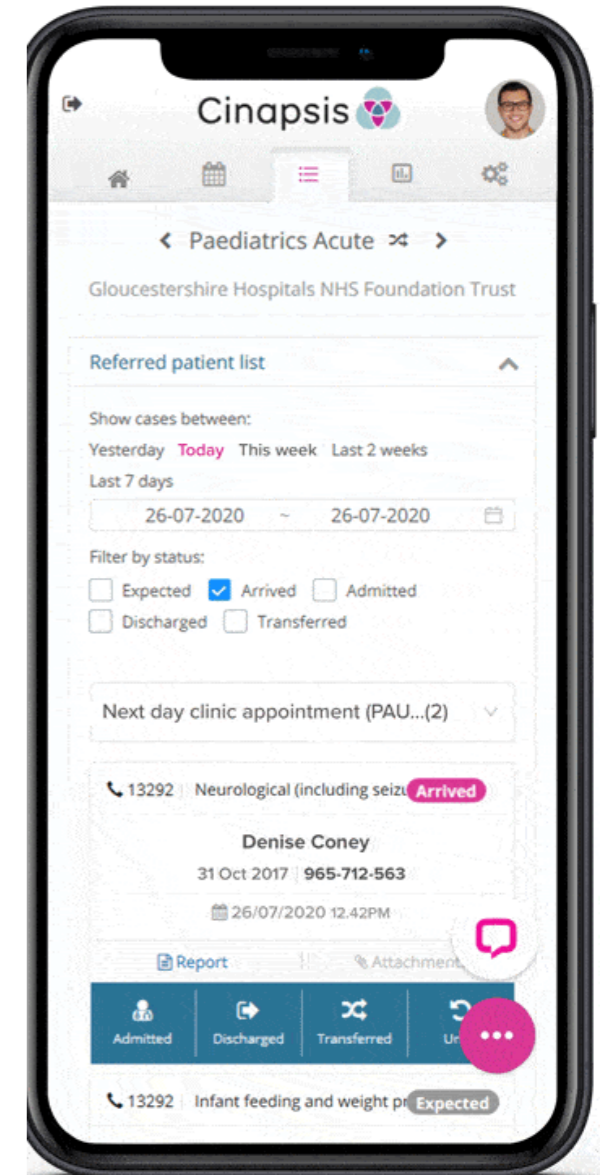 Cinapsis
Paediatrics Acute
Gloucestershire Hospitals NHS Foundation Trust
Referred patient list
Show cases between:
Yesterday Today This week Last 2 weeks
Last 7 days
26-07-2020 ~ 26-07-2020
Filter by status:
Expected Arrived Admitted
Discharged Transferred
Next day clinic appointment (PAU...(2)
13292 Neurological (including seizu Arrived
Denise Coney
31 Oct 2017 965-712-563
26/07/2020 12.42PM
Report Attachment
Admitted Discharged Transferred
13292 Infant feeding and weight pr Expected